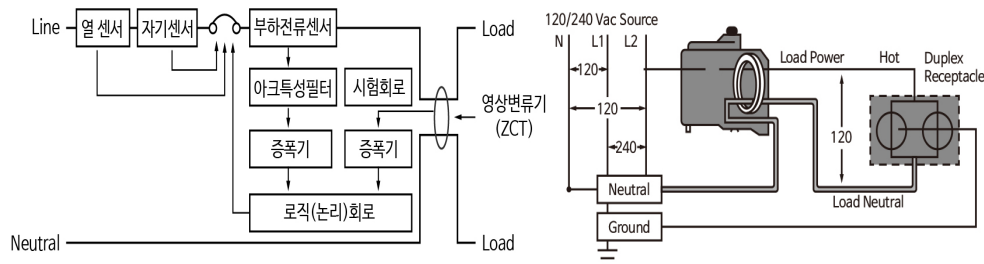 Line
열 센서
자기센서
부하전류센서
Load
아크특성필터
시험회로
영상변류기
(ZCT)
증폭기
증폭기
로직(논리)회로
Neutral
Load
120/240 Vac Source
N
L1
L2
Load Power
Hot
Duplex
Receptacle
120
120
240
120
Neutral
Load Neutral
Ground